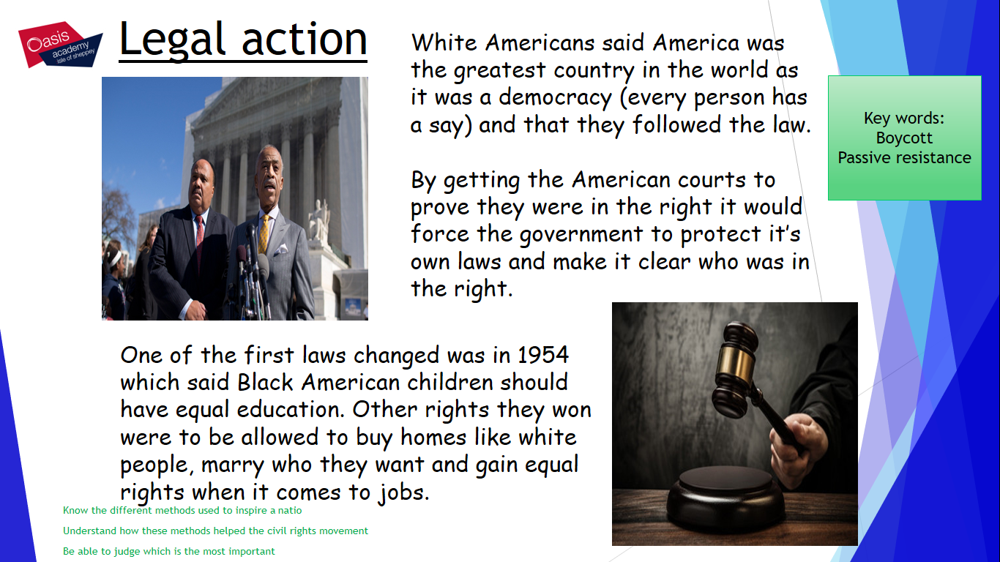 Oasis
academy
isle of sheppey
Legal action
White Americans said America was
the greatest country in the world as
it was a democracy (every person has
a say) and that they followed the law.
By getting the American courts to
prove they were in the right it would
force the government to protect it's
own laws and make it clear who was in
the right.
Key words:
Boycott
Passive resistance
One of the first laws changed was in 1954
which said Black American children should
have equal education. Other rights they won
were to be allowed to buy homes like white
people, marry who they want and gain equal
rights when it comes to jobs.
Know the different methods used to inspire a natio
Understand how these methods helped the civil rights movement
Be able to judge which is the most important